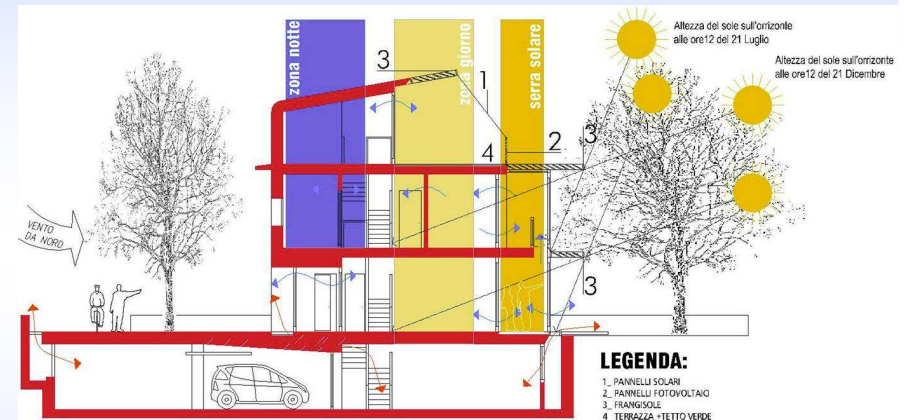 zona notte
zona giorno
serra solare
Altezza del sole sull'orrizonte
alle ore12 del 21 Luglio
Altezza del sole sull'orrizonte
alle ore12 del 21 Dicembre
3
1
2
3
4
3
VENTO
DA NORD
LEGENDA:
1_ PANNELLI SOLARI
2_ PANNELLI FOTOVOLTAICI
3_ FRANGISOLE
4 TERRAZZA +TETTO VERDE